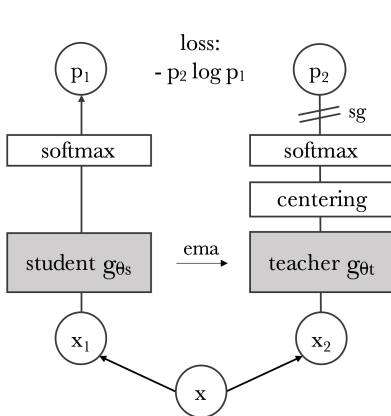 loss:
p₁
- p₂ log p₁
p₂
sg
softmax
softmax
centering
student gθs
ema
teacher gθt
x₁
x₂
x